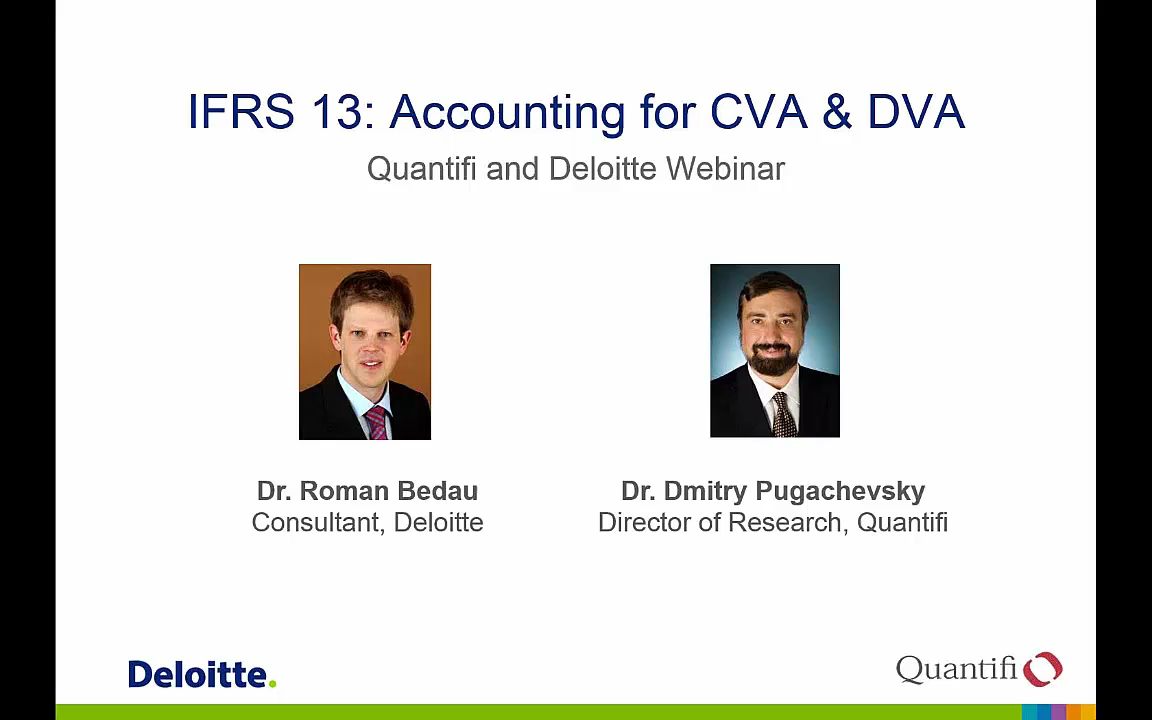 IFRS 13: Accounting for CVA & DVA
Quantifi and Deloitte Webinar
Dr. Roman Bedau
Consultant, Deloitte
Dr. Dmitry Pugachevsky
Director of Research, Quantifi
Deloitte.
Quantifi